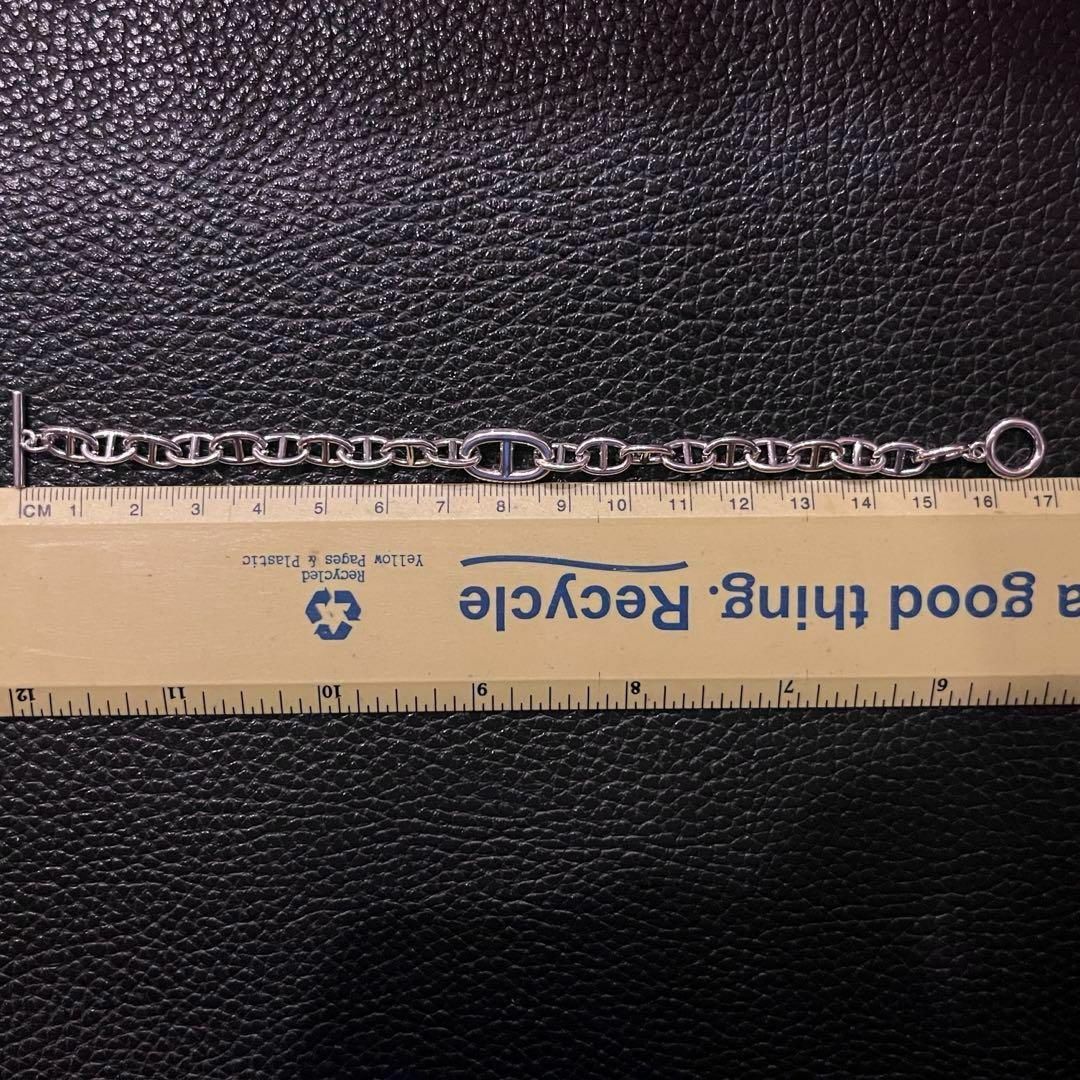 CM 1 2 3 4 5 6 7 8 9 10 11 12 13 14 15 16 17
a good thing. Recycle
Yellow Pages & Plastic
Recycled
6 7 8 9 10 11 12